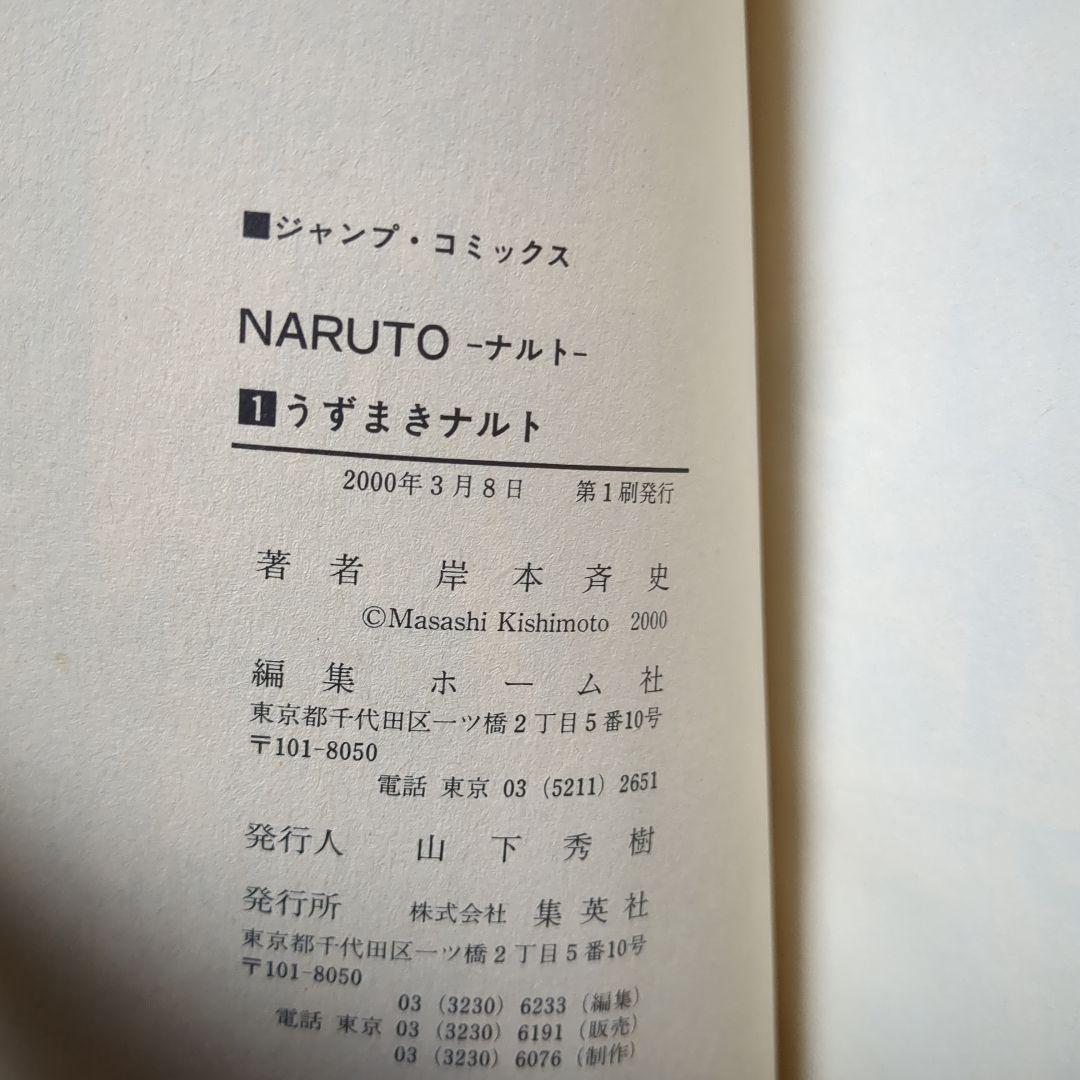 ■ジャンプ・コミックス
NARUTO -ナルト-
1うずまきナルト
2000年3月8日 第1刷発行
著者 岸本斉史
©Masashi Kishimoto 2000
編集 ホーム社
東京都千代田区一ツ橋2丁目5番10号
〒101-8050
電話 東京 03 (5211) 2651
発行人 山下秀樹
発行所 株式会社 集英社
東京都千代田区一ツ橋2丁目5番10号
〒101-8050
03 (3230) 6233 (編集)
電話 東京 03 (3230) 6191 (販売)
03 (3230) 6076 (制作)